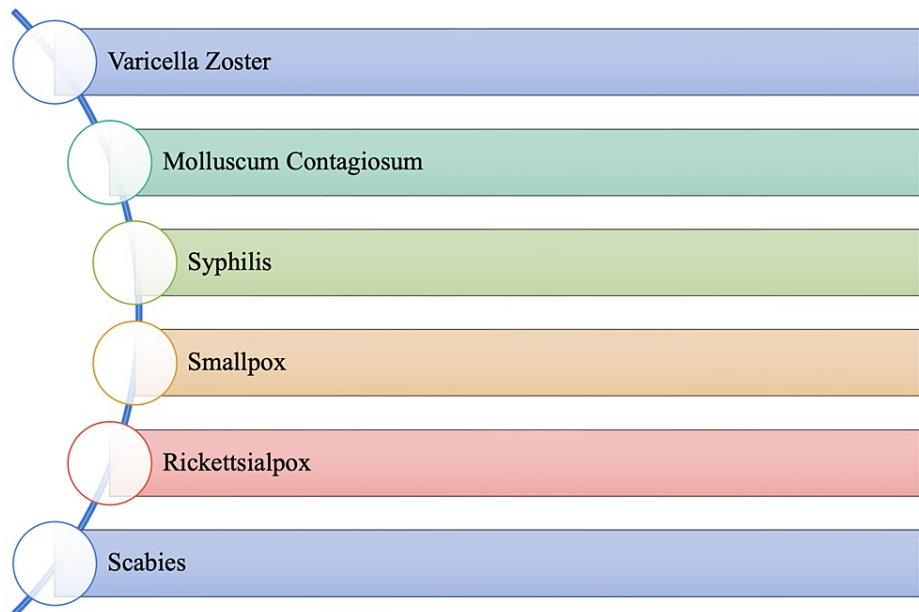 Varicella Zoster
Molluscum Contagiosum
Syphilis
Smallpox
Rickettsialpox
Scabies